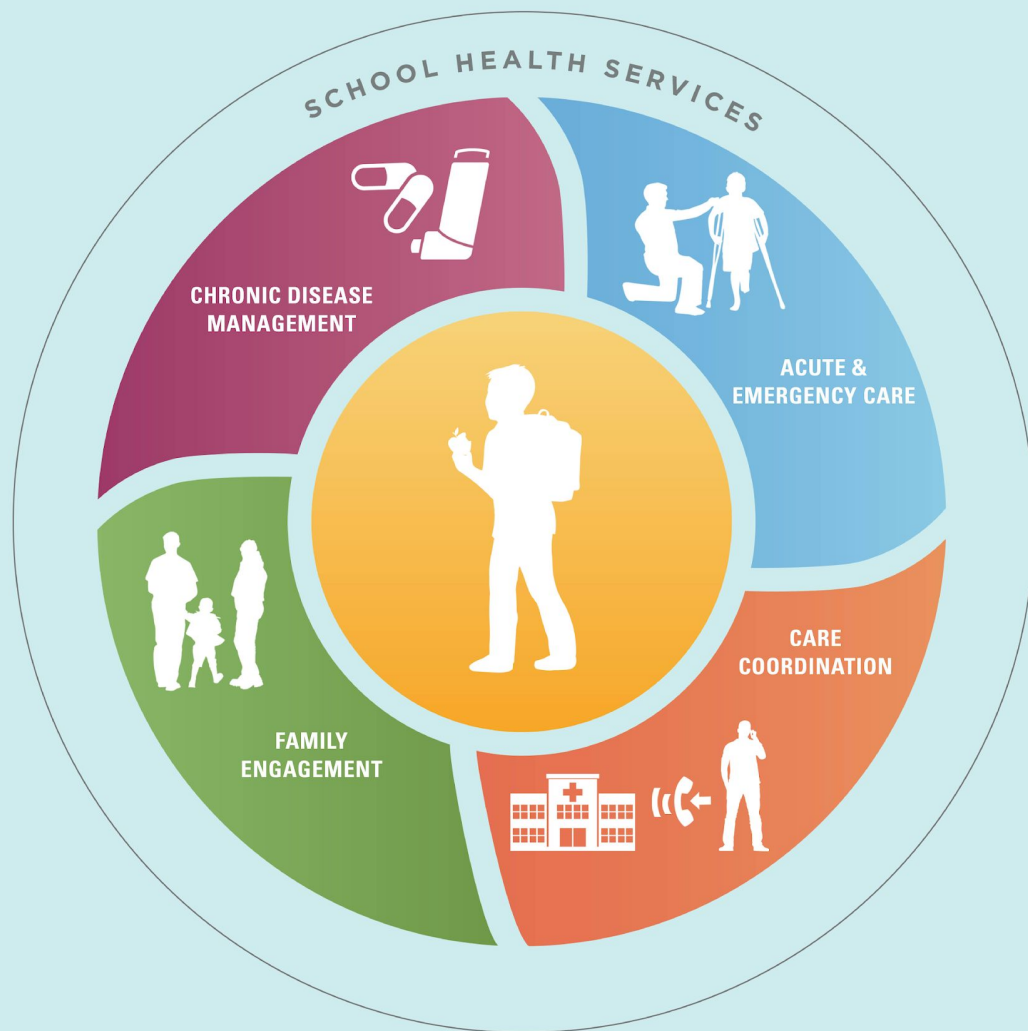 SCHOOL HEALTH SERVICES
CHRONIC DISEASE
MANAGEMENT
ACUTE &
EMERGENCY CARE
CARE
COORDINATION
FAMILY
ENGAGEMENT